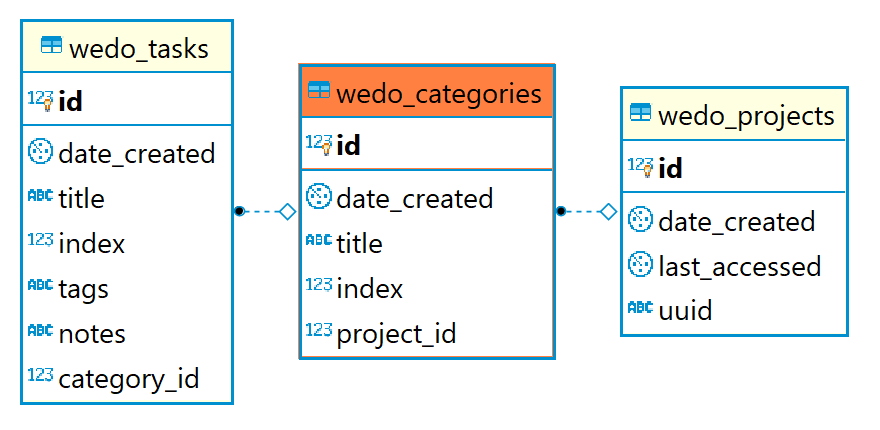 wedo_tasks
123 id
date_created
ABC title
123 index
ABC tags
ABC notes
123 category_id
wedo_categories
123 id
date_created
ABC title
123 index
123 project_id
wedo_projects
123 id
date_created
last_accessed
ABC uuid